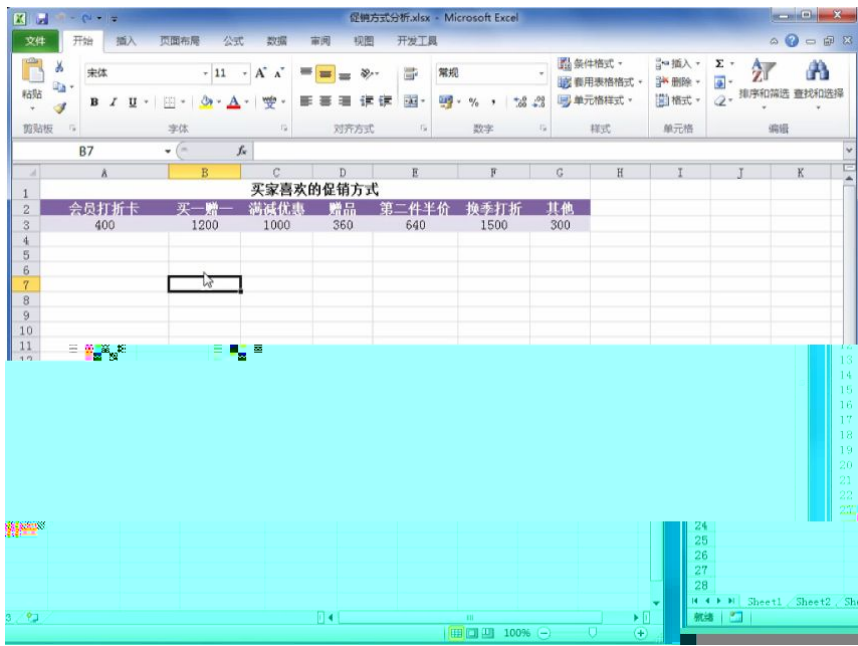 促销方式分析.xlsx - Microsoft Excel
文件 开始 插入 页面布局 公式 数据 审阅 视图 开发工具
宋体 11 A A 常规 条件格式 插入 Σ
粘贴 套用表格格式 删除 排序和筛选 查找和选择
B I U A % 单元格样式 格式
剪贴板 字体 对齐方式 数字 样式 单元格 编辑
B7 fx
A B C D E F G H I J K
1 买家喜欢的促销方式
2 会员打折卡 买一赠一 满减优惠 赠品 第二件半价 换季打折 其他
3 400 1200 1000 360 640 1500 300
4
5
6
7
8
9
10
11
13
14
15
16
17
18
19
20
21
22
24
25
26
27
28
Sheet1 Sheet2 Sh
就绪
100%